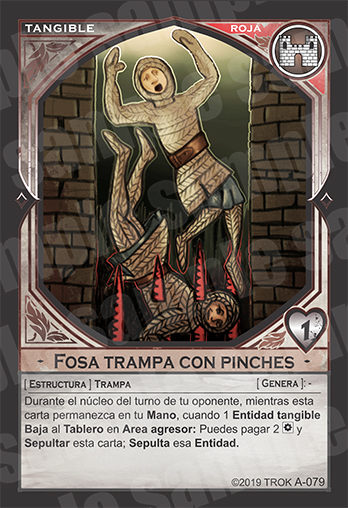 TANGIBLE
ROJA
1
- FOSA TRAMPA CON PINCHES
[ ESTRUCTURA ] TRAMPA
[ GENERA ]: -
Durante el núcleo del turno de tu oponente, mientras esta
carta permanezca en tu Mano, cuando 1 Entidad tangible
Baja al Tablero en Area agresor: Puedes pagar 2 y
Sepultar esta carta; Sepulta esa Entidad.
©2019 TROK A-079